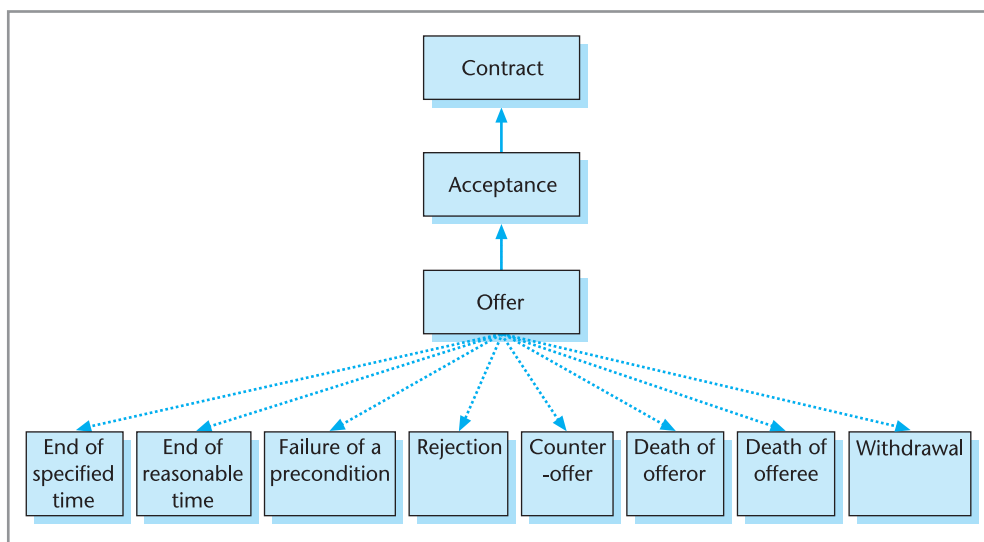 Contract
Acceptance
Offer
End of
specified
time
End of
reasonable
time
Failure of a
precondition
Rejection
Counter
-offer
Death of
offeror
Death of
offeree
Withdrawal